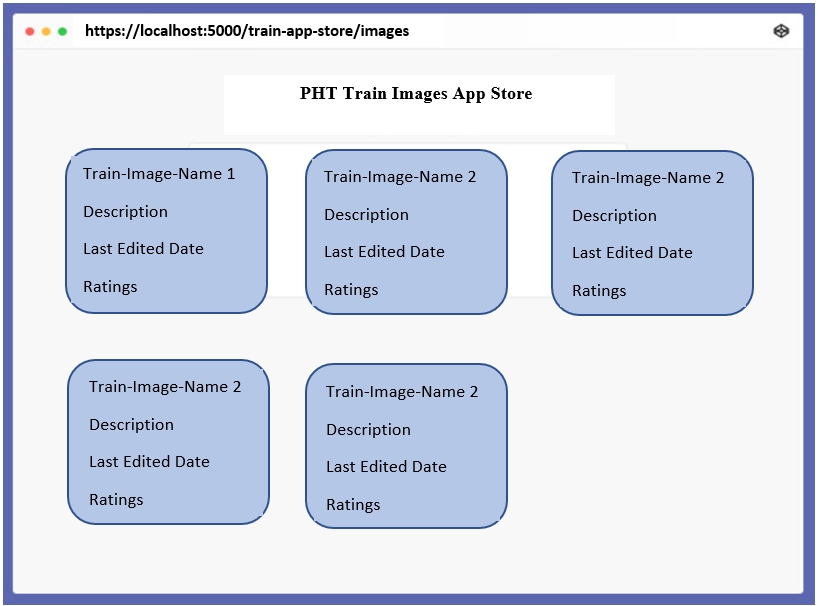 https://localhost:5000/train-app-store/images
PHT Train Images App Store
Train-Image-Name 1
Description
Last Edited Date
Ratings
Train-Image-Name 2
Description
Last Edited Date
Ratings
Train-Image-Name 2
Description
Last Edited Date
Ratings
Train-Image-Name 2
Description
Last Edited Date
Ratings
Train-Image-Name 2
Description
Last Edited Date
Ratings